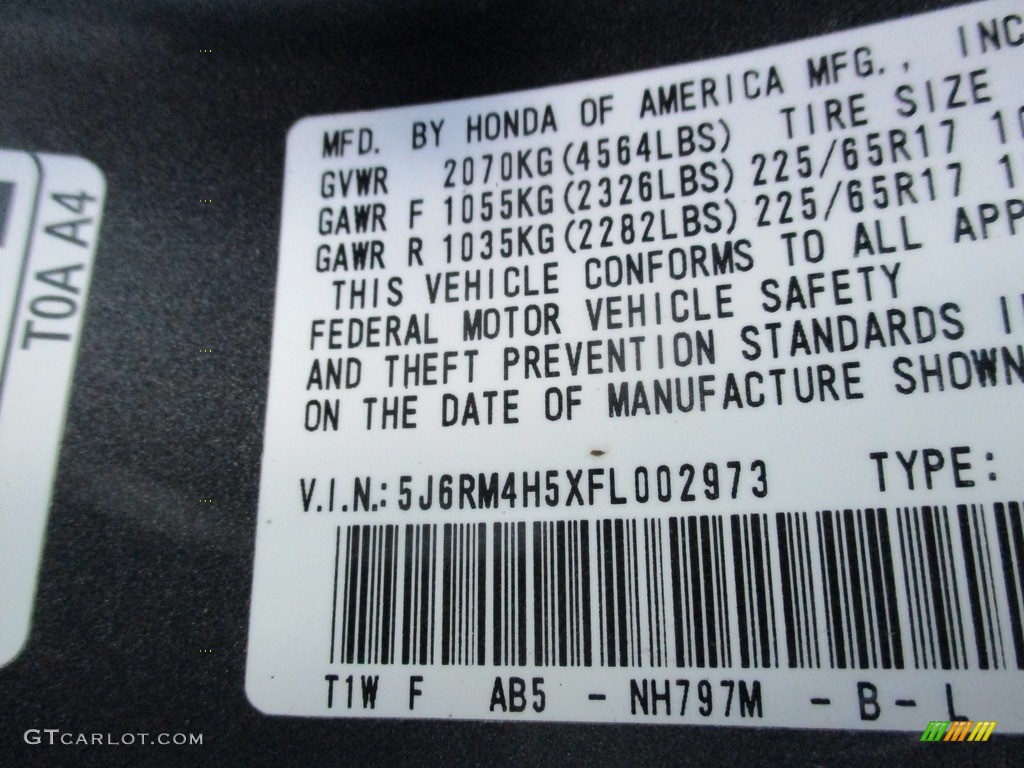 MFD. BY HONDA OF AMERICA MFG., INC
GVWR 2070KG(4564LBS) TIRE SIZE
GAWR F 1055KG(2326LBS) 225/65R17
GAWR R 1035KG(2282LBS) 225/65R17
THIS VEHICLE CONFORMS TO ALL APP
FEDERAL MOTOR VEHICLE SAFETY
AND THEFT PREVENTION STANDARDS
ON THE DATE OF MANUFACTURE SHOWN
V.I.N.: 5J6RM4H5XFL002973 TYPE:
T1W F AB5 - NH797M - B - L
T0A A4
GTCARLOT.COM